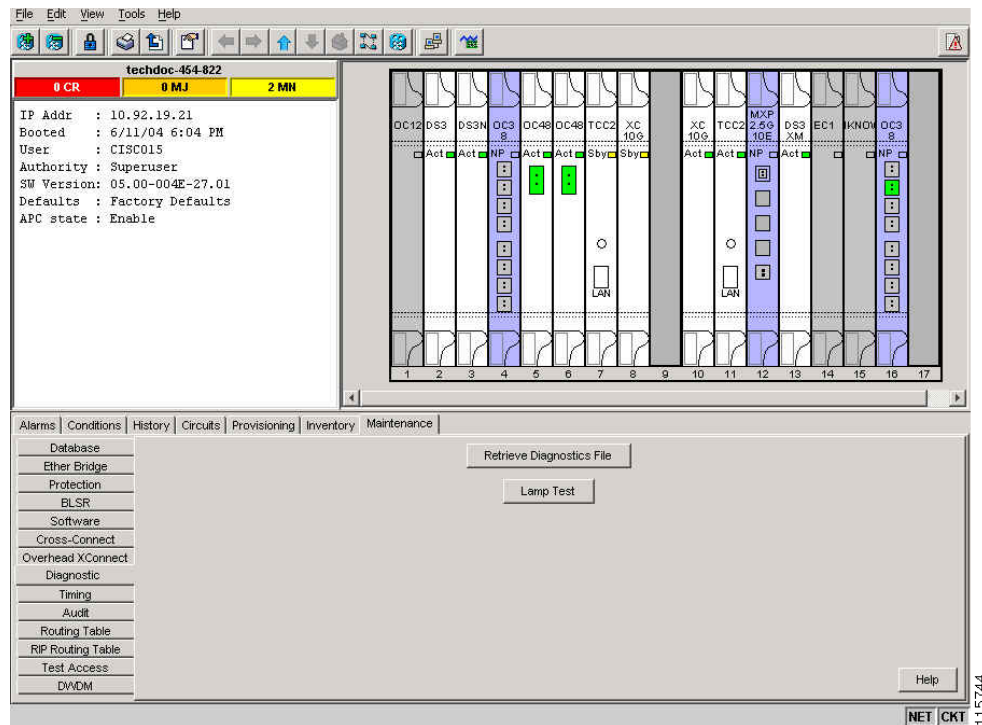 File Edit View Tools Help
techdoc-454-822
0 CR 0 MJ 2 MN
IP Addr : 10.92.19.21
Booted : 6/11/04 6:04 PM
User : CISCO15
Authority : Superuser
SW Version: 05.00-004E-27.01
Defaults : Factory Defaults
APC state : Enable
OC12 DS3 DS3N OC3 8 OC48 OC48 TCC2 XC 10G XC 10G TCC2 MXP 2.5G 10E DS3 XM EC1 KNOW OC3 8
Act Act NP Act Act Sby Sby Act Act NP Act NP
LAN LAN
1 2 3 4 5 6 7 8 9 10 11 12 13 14 15 16 17
Alarms Conditions History Circuits Provisioning Inventory Maintenance
Database
Ether Bridge
Protection
BLSR
Software
Cross-Connect
Overhead XConnect
Diagnostic
Timing
Audit
Routing Table
RIP Routing Table
Test Access
DWDM
Retrieve Diagnostics File
Lamp Test
Help
NET CKT
115744